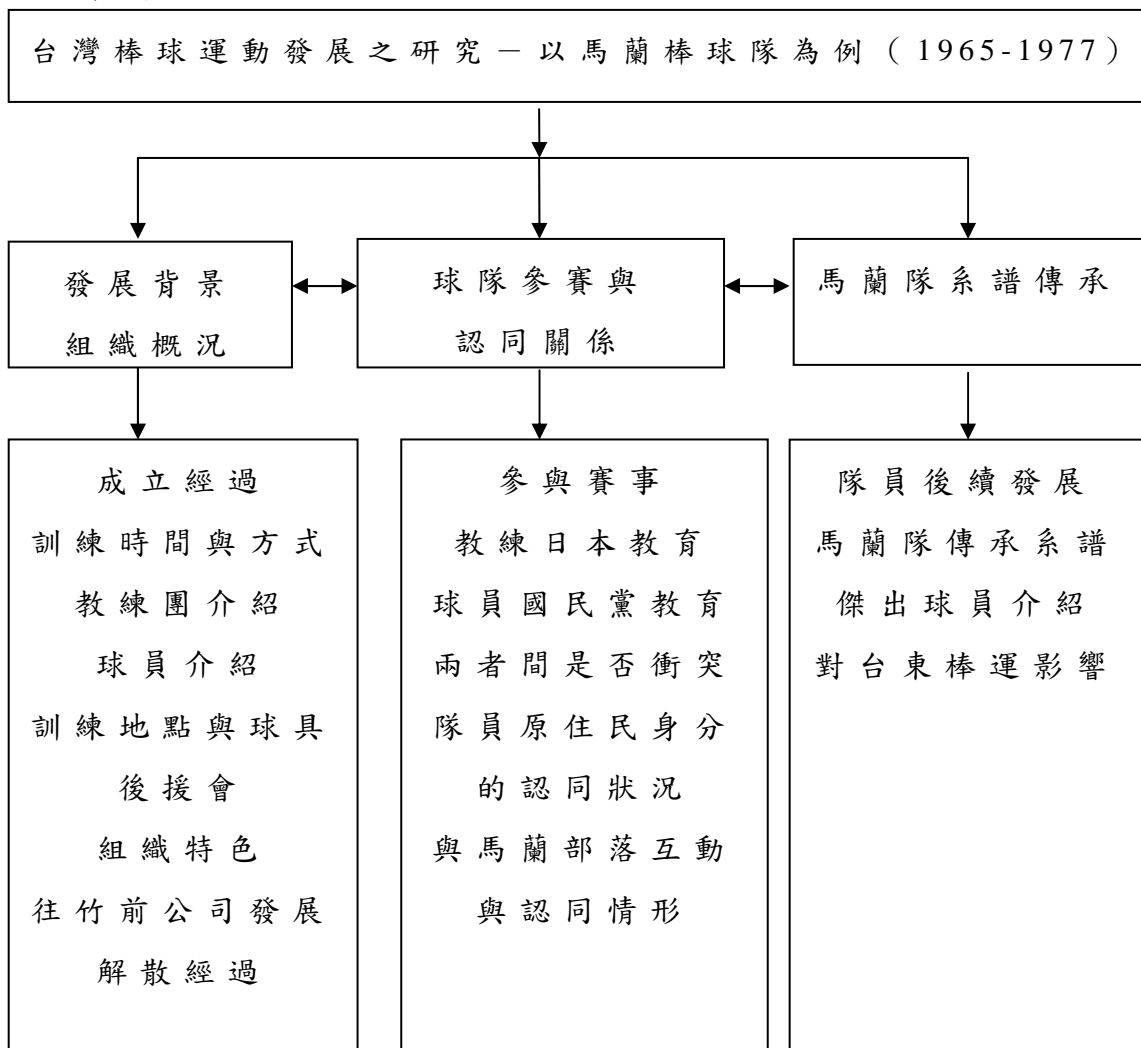 台灣棒球運動發展之研究－以馬蘭棒球隊為例（1965-1977）
發展背景
組織概況
球隊參賽與
認同關係
馬蘭隊系譜傳承
成立經過
訓練時間與方式
教練團介紹
球員介紹
訓練地點與球具
後援會
組織特色
往竹前公司發展
解散經過
參與賽事
教練日本教育
球員國民黨教育
兩者間是否衝突
隊員原住民身分
的認同狀況
與馬蘭部落互動
與認同情形
隊員後續發展
馬蘭隊傳承系譜
傑出球員介紹
對台東棒運影響